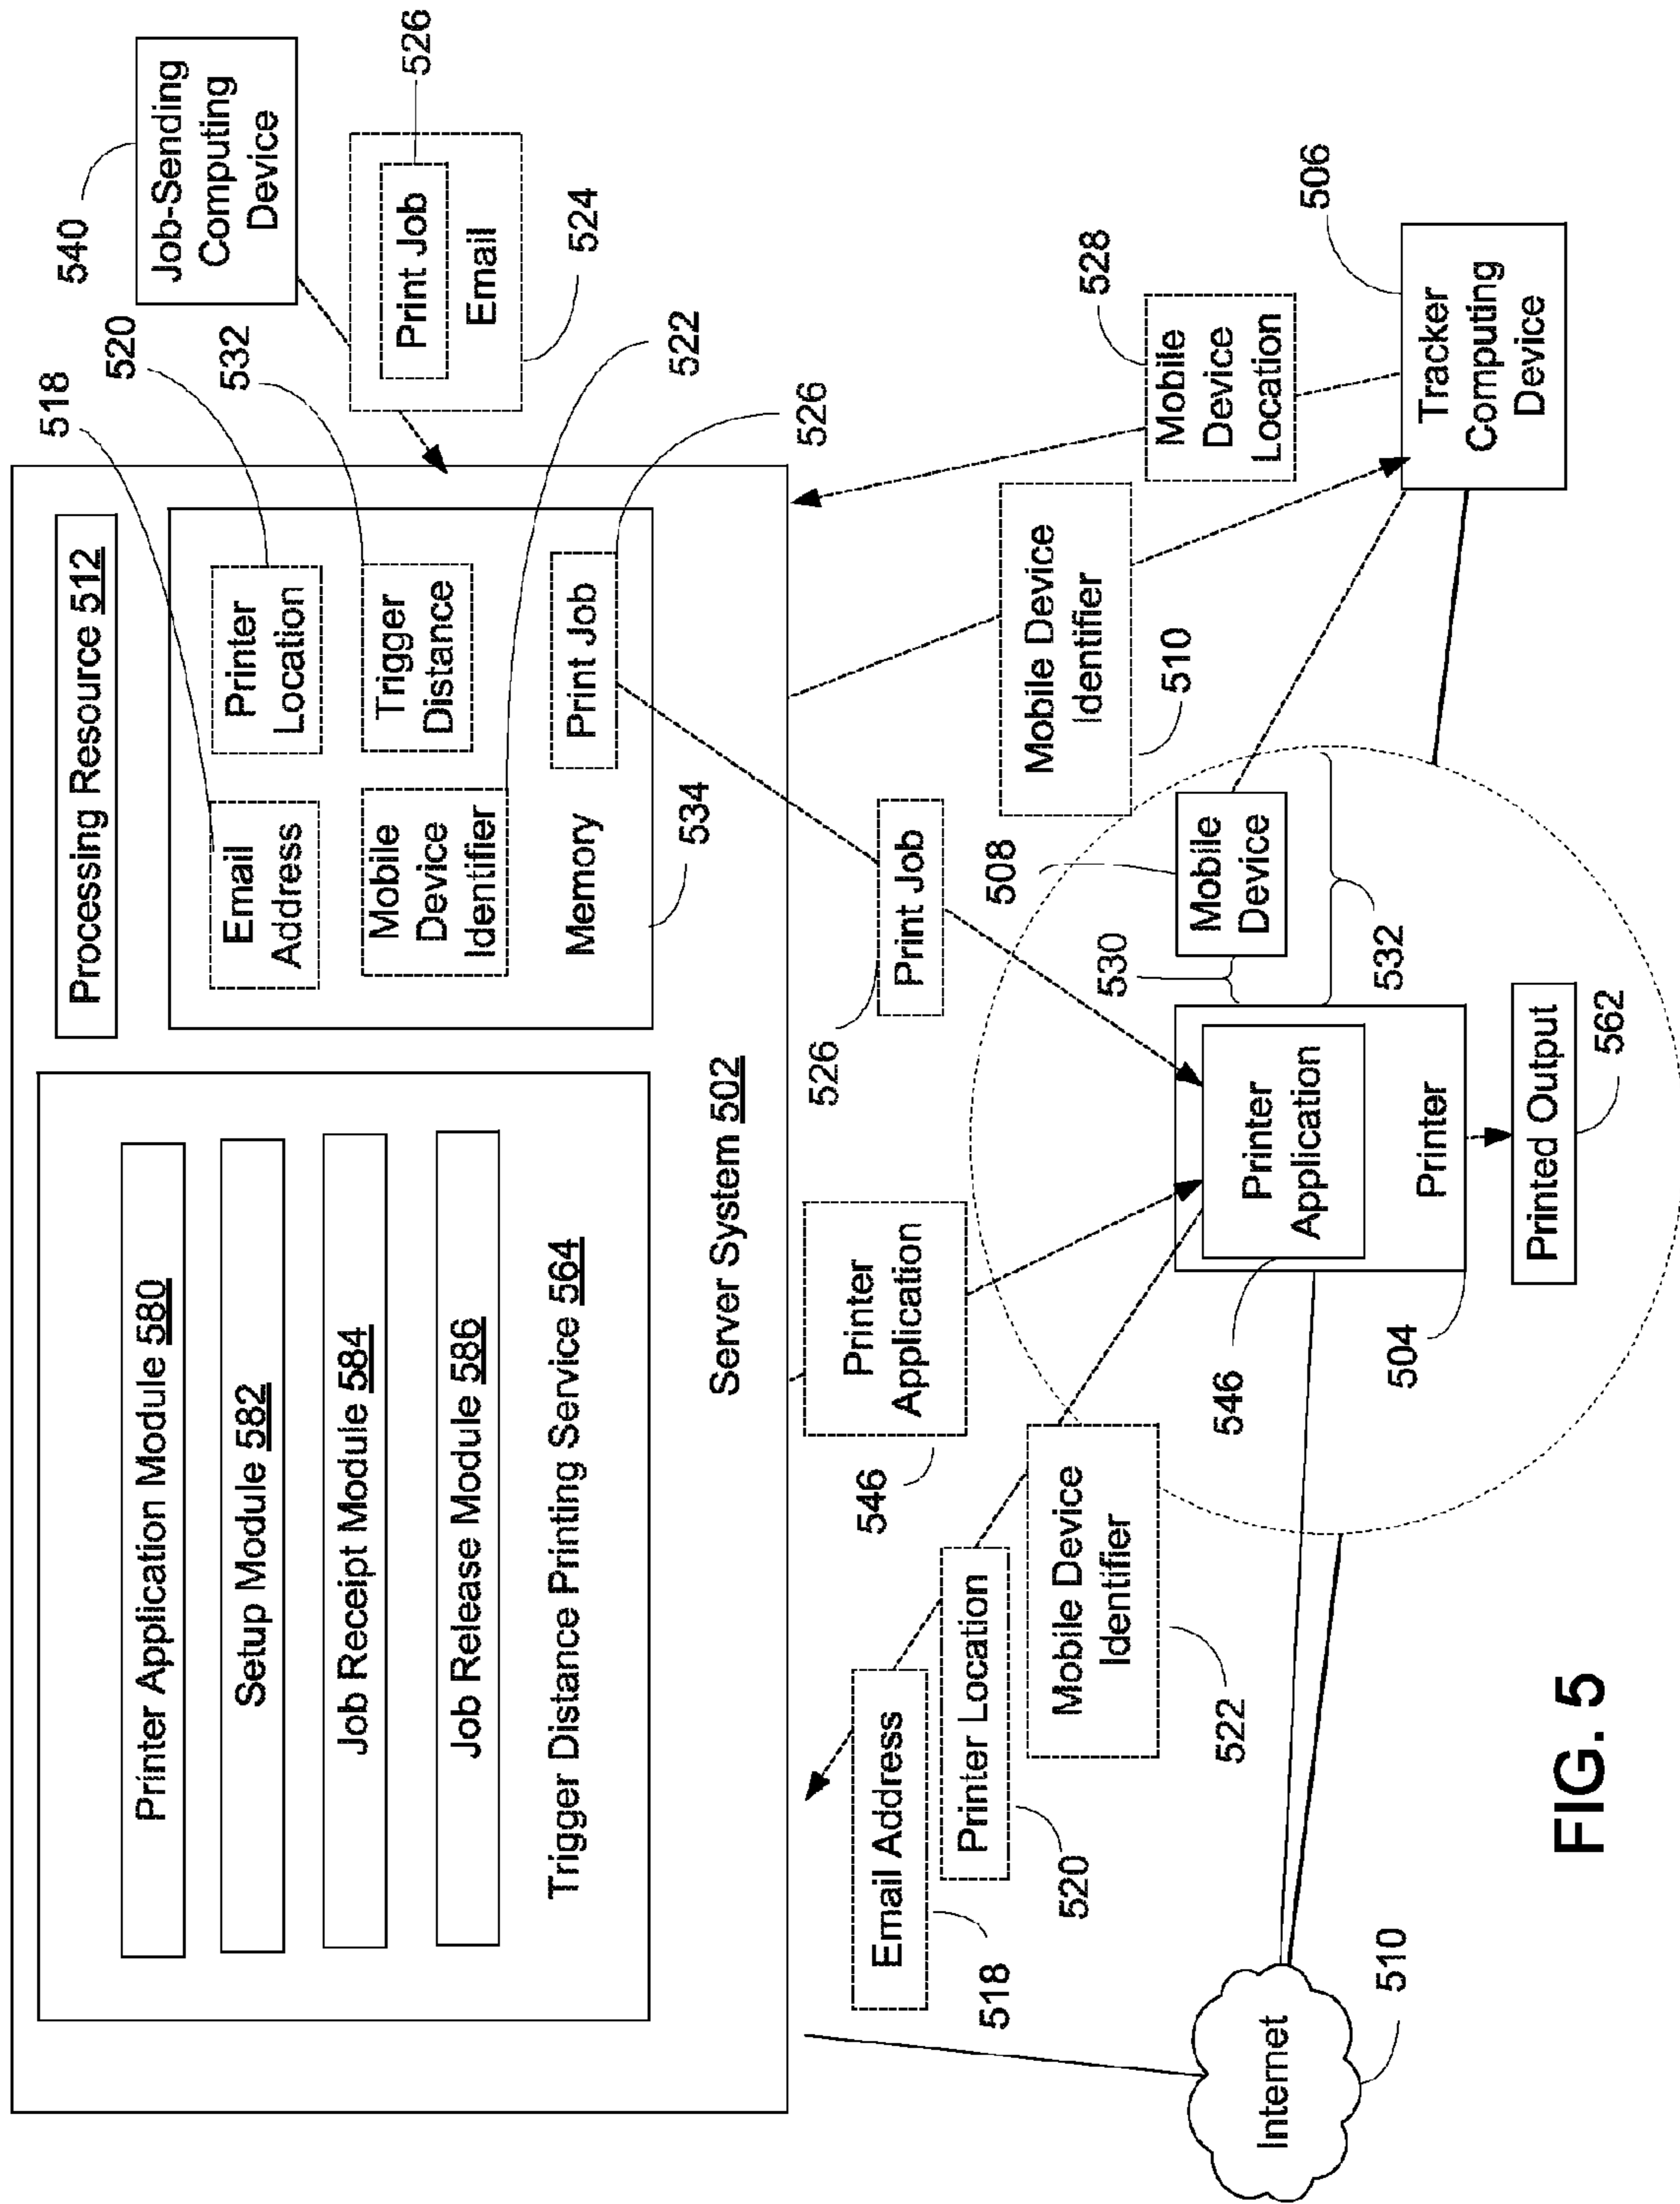 Printer Application Module 580
Setup Module 582
Job Receipt Module 584
Job Release Module 586
Trigger Distance Printing Service 564
Processing Resource 512
Email
Address
Printer
Location
Mobile
Device
Identifier
Trigger
Distance
Memory
Print Job
534
Server System 502
518
520
532
522
526
540
Job-Sending
Computing
Device
Print Job
Email
526
524
Email Address
518
Printer Location
520
Mobile Device
Identifier
522
Printer
Application
546
Print Job
526
Mobile Device
Identifier
510
Mobile
Device
Location
528
Tracker
Computing
Device
506
Mobile
Device
508
530
532
Printer
Application
Printer
546
504
Printed Output
562
Internet
510
FIG. 5